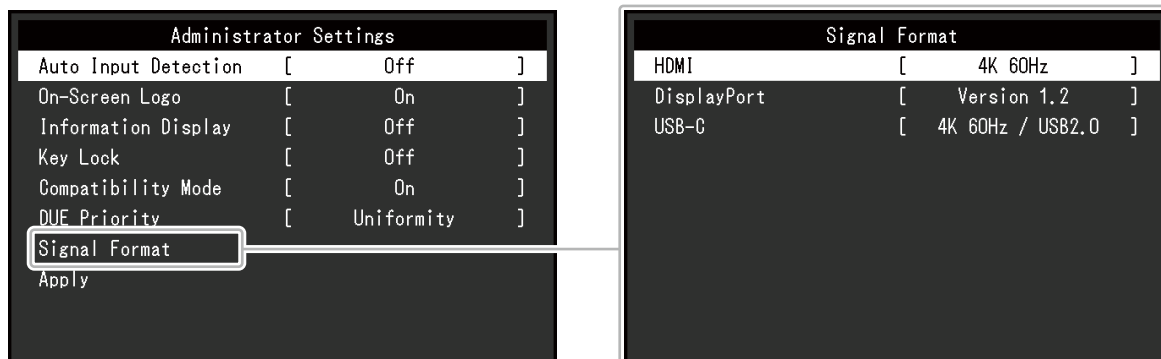 Administrator Settings
Auto Input Detection [ Off ]
On-Screen Logo [ On ]
Information Display [ Off ]
Key Lock [ Off ]
Compatibility Mode [ On ]
DUE Priority [ Uniformity ]
Signal Format
Apply
Signal Format
HDMI [ 4K 60Hz ]
DisplayPort [ Version 1.2 ]
USB-C [ 4K 60Hz / USB2.0 ]